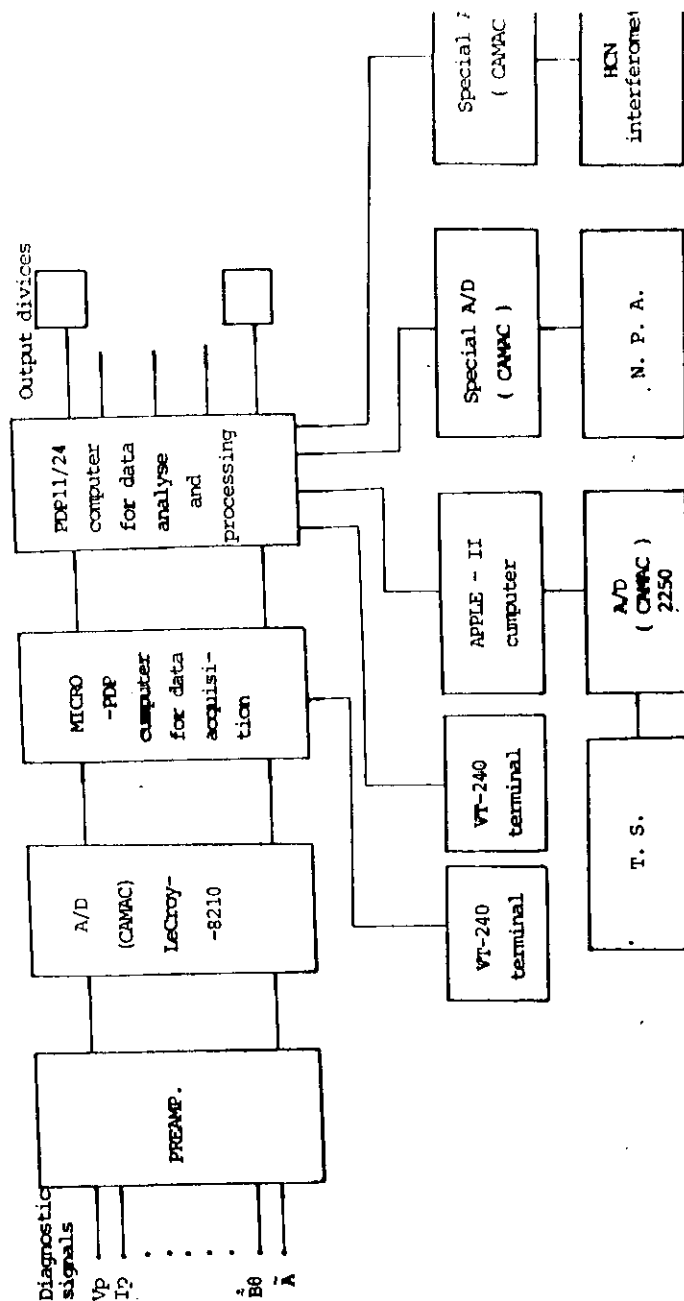 Diagnostic
signals
Vp
Ip
B̃θ
Ã
PREAMP.
A/D
(CAMAC)
LeCroy-
-8210
MICRO
-PDP
cumputer
for data
acquisi-
tion
PDP11/24
computer
for data
analyse
and
processing
Output divices
VT-240
terminal
VT-240
terminal
APPLE - II
cumputer
Special A/D
( CAMAC )
Special
( CAMAC
T. S.
A/D
( CAMAC )
2250
N. P. A.
HCN